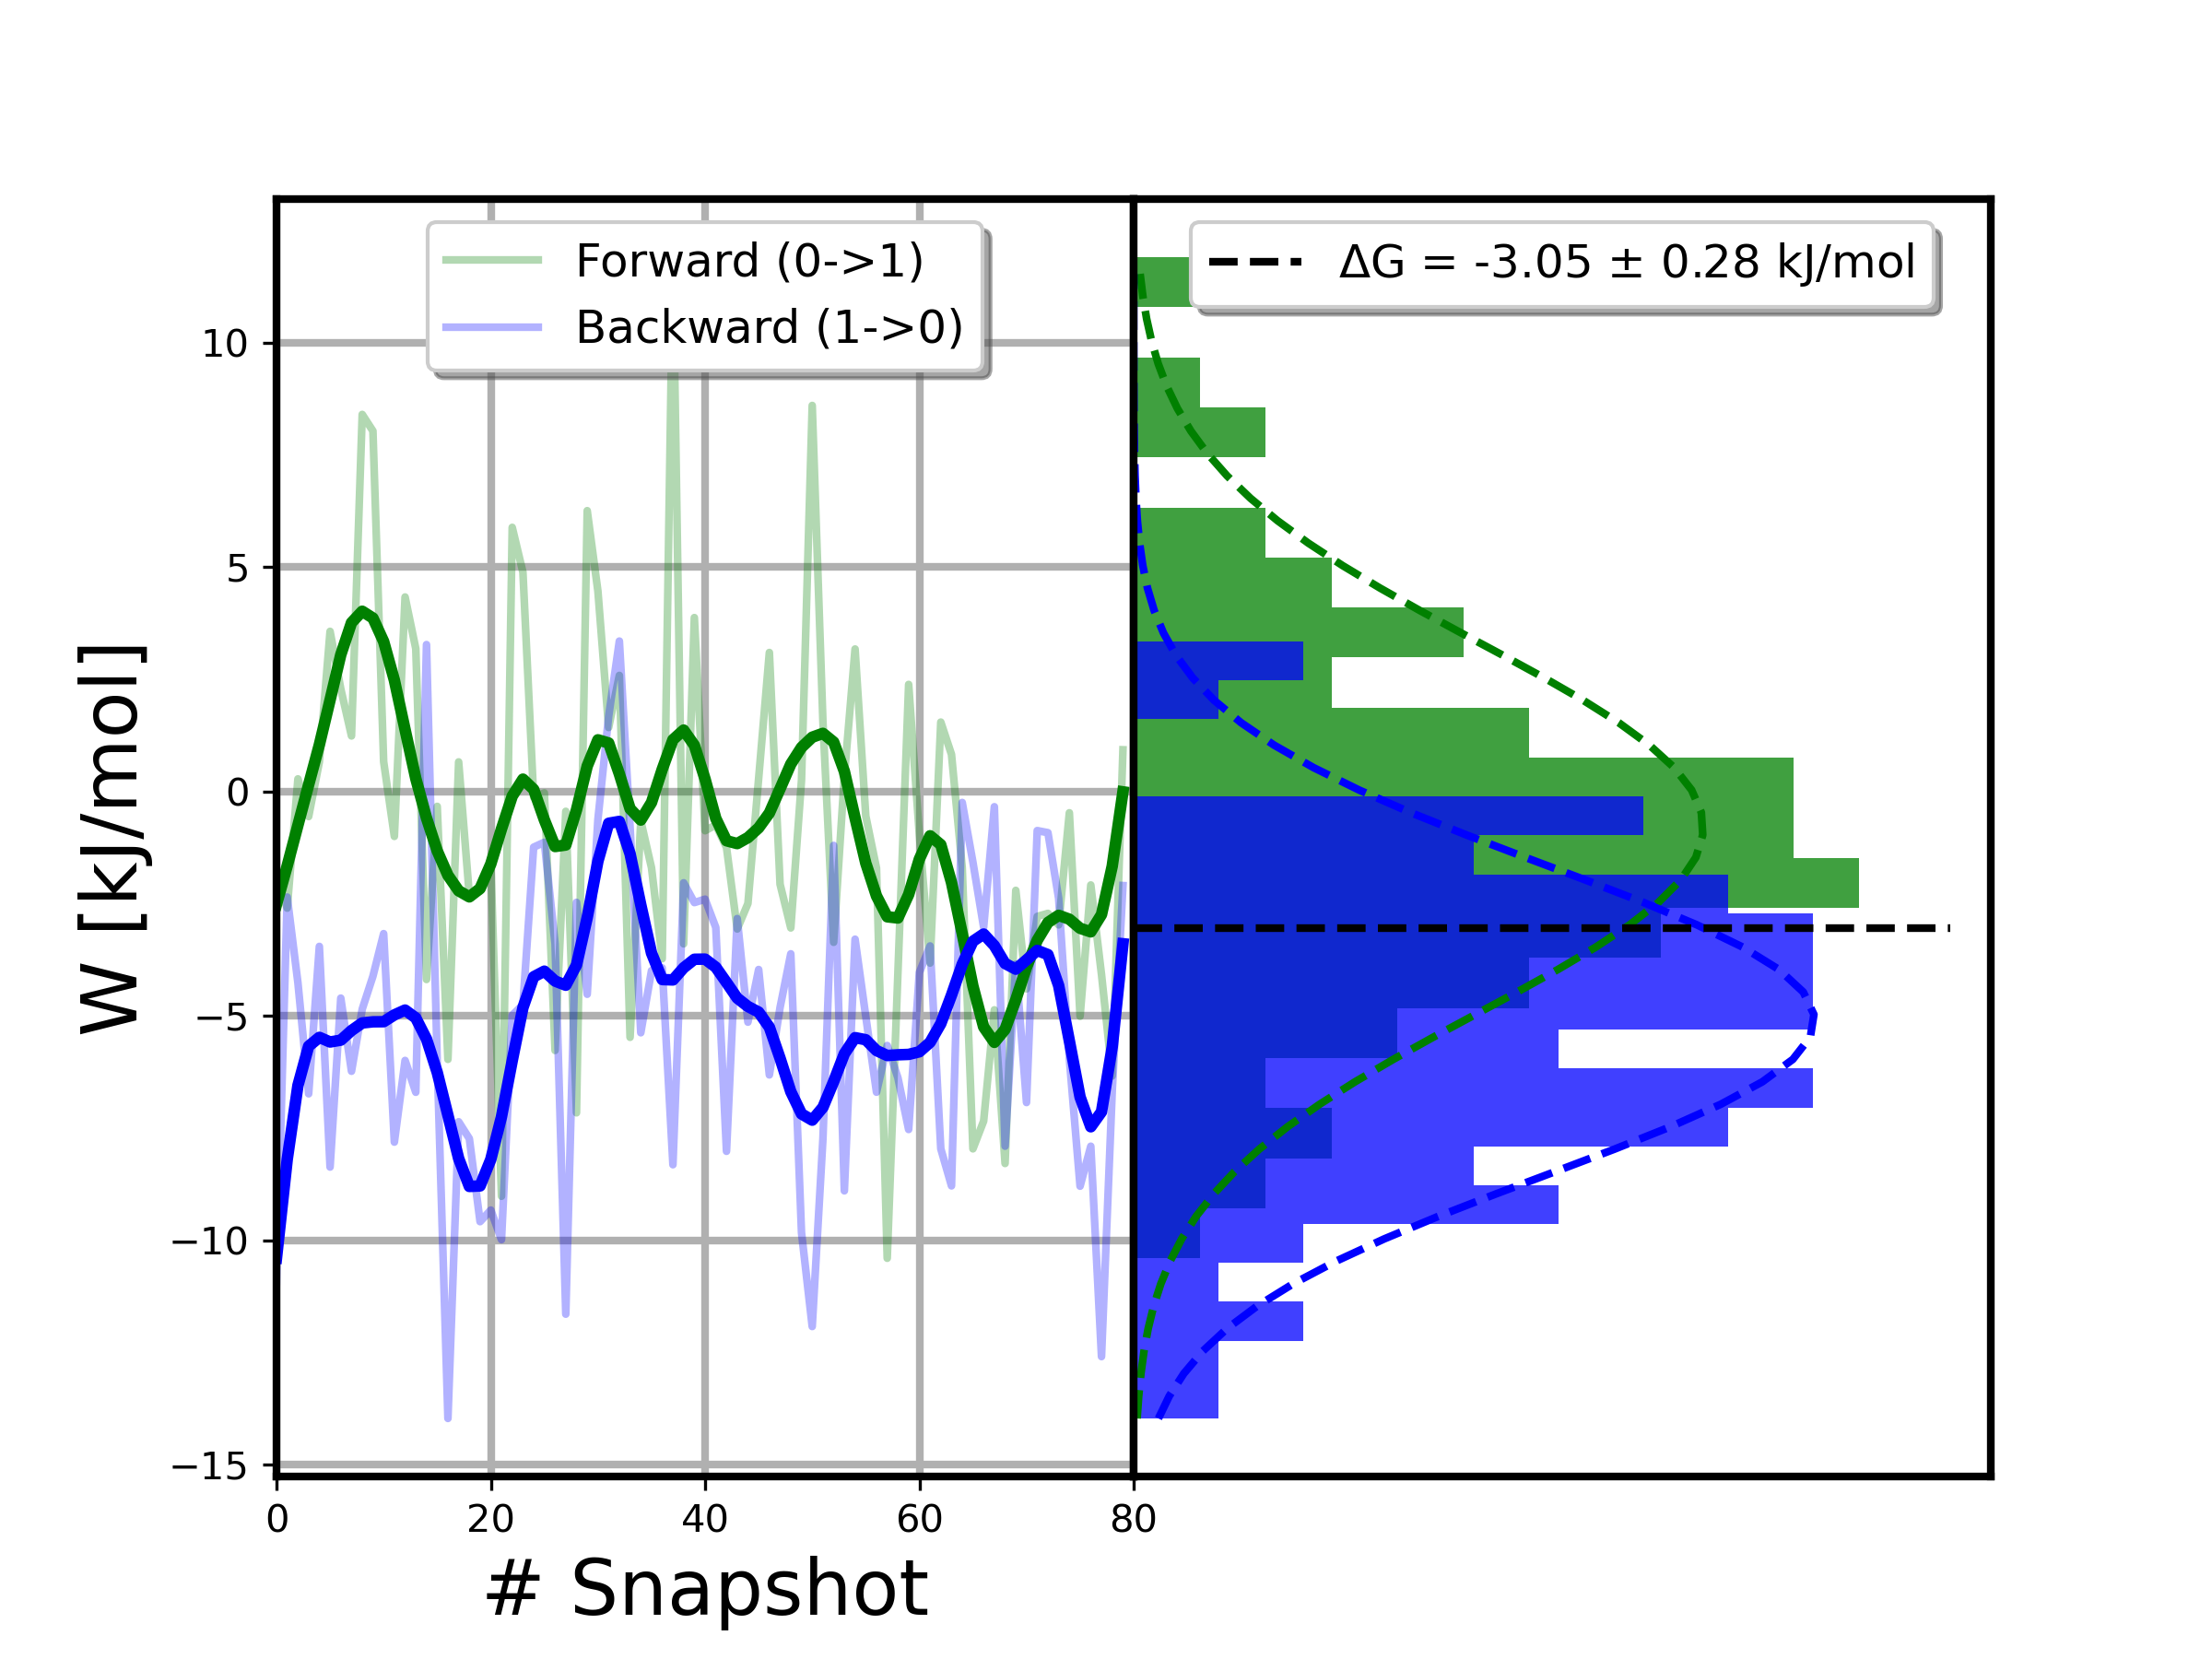 Forward (0->1)
Backward (1->0)
ΔG = -3.05 ± 0.28 kJ/mol
W [kJ/mol]
10
5
0
−5
−10
−15
0 20 40 60 80
# Snapshot